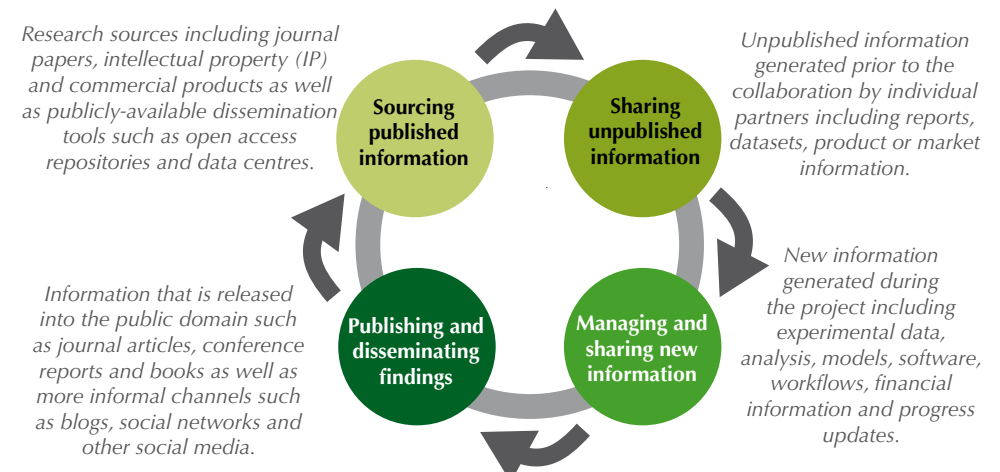 Research sources including journal
papers, intellectual property (IP)
and commercial products as well
as publicly-available dissemination
tools such as open access
repositories and data centres.
Sourcing
published
information
Sharing
unpublished
information
Unpublished information
generated prior to the
collaboration by individual
partners including reports,
datasets, product or market
information.
New information
generated during
the project including
experimental data,
analysis, models, software,
workflows, financial
information and progress
updates.
Managing and
sharing new
information
Publishing and
disseminating
findings
Information that is released
into the public domain such
as journal articles, conference
reports and books as well as
more informal channels such
as blogs, social networks and
other social media.